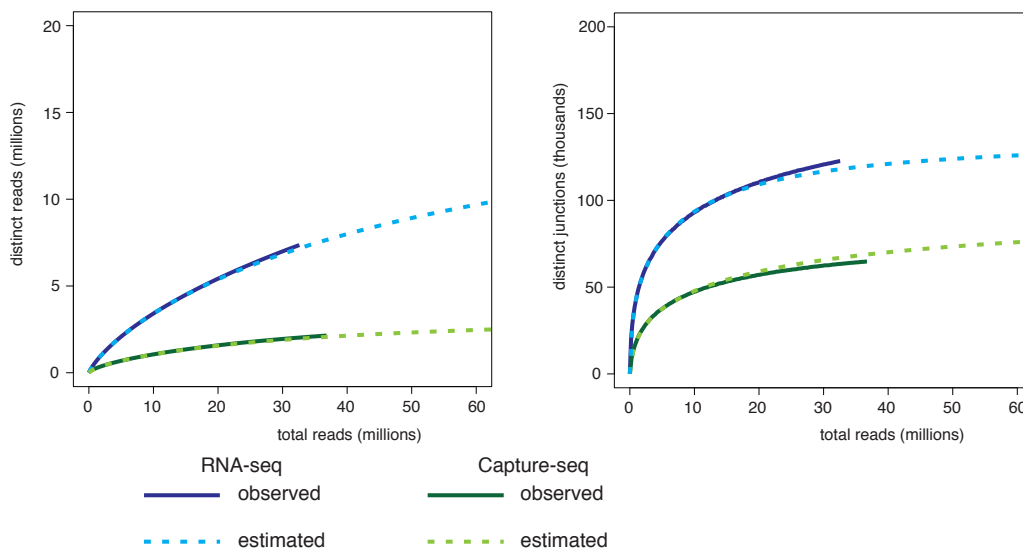 distinct reads (millions)
20
15
10
5
0
0 10 20 30 40 50 60
total reads (millions)
distinct junctions (thousands)
200
150
100
50
0
0 10 20 30 40 50 60
total reads (millions)
RNA-seq
observed
estimated
Capture-seq
observed
estimated